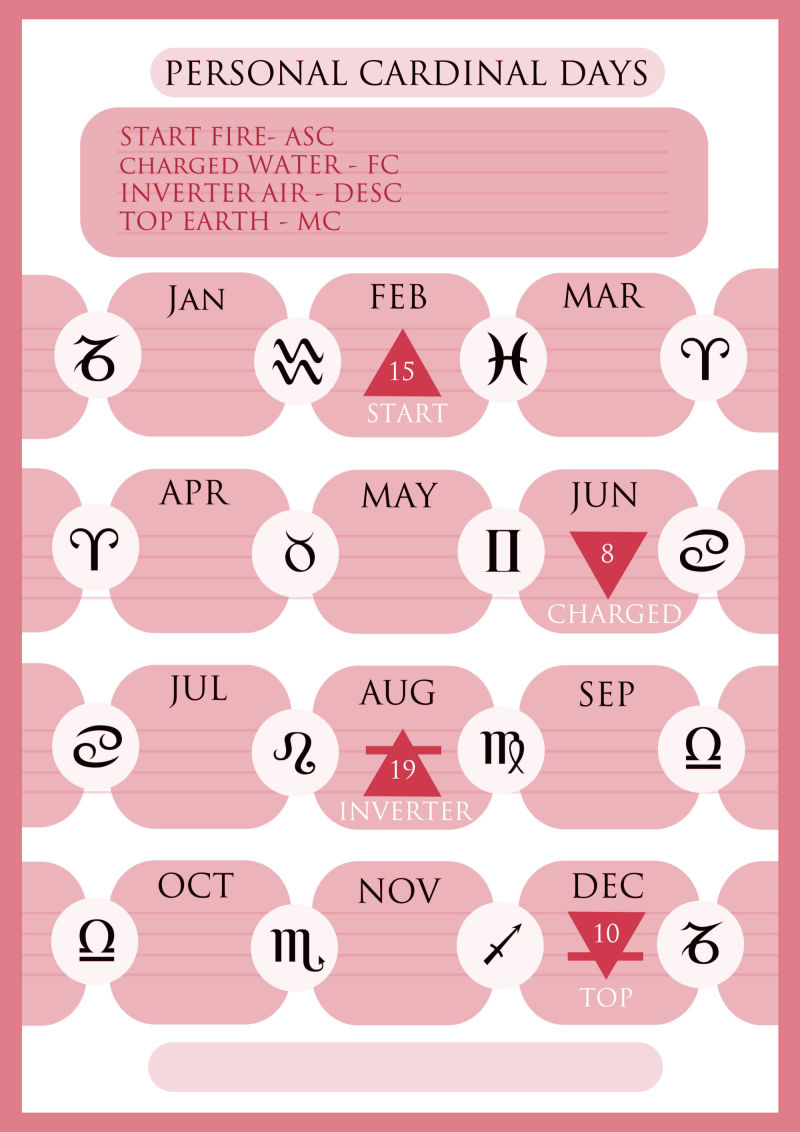 PERSONAL CARDINAL DAYS
START FIRE- ASC
CHARGED WATER - FC
INVERTER AIR - DESC
TOP EARTH - MC
JAN
FEB
MAR
♑
♒
15
♓
♈
START
APR
MAY
JUN
♈
♉
♊
8
♋
CHARGED
JUL
AUG
SEP
♋
♌
19
♍
♎
INVERTER
OCT
NOV
DEC
♎
♏
♐
10
♑
TOP